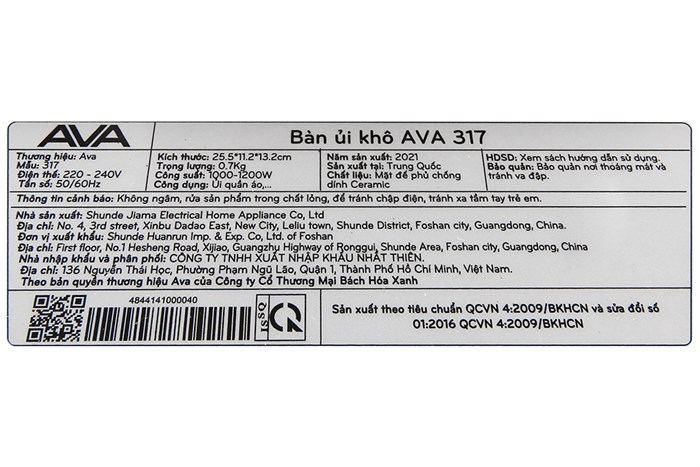 AVA
Bàn ủi khô AVA 317
Thương hiệu: Ava
Mẫu: 317
Điện thế: 220 - 240V
Tần số: 50/60Hz
Kích thước: 25.5*11.2*13.2cm
Trọng lượng: 0.7Kg
Công suất: 1000-1200W
Công dụng: Ủi quần áo,...
Năm sản xuất: 2021
Sản xuất tại: Trung Quốc
Chất liệu: Mặt đế phủ chống
dính Ceramic
HDSD: Xem sách hướng dẫn sử dụng.
Bảo quản: Bảo quản nơi thoáng mát và
tránh va đập.
Thông tin cảnh báo: Không ngâm, rửa sản phẩm trong chất lỏng, để tránh chập điện, tránh xa tầm tay trẻ em.
Nhà sản xuất: Shunde Jiama Electrical Home Appliance Co, Ltd
Địa chỉ: No. 4, 3rd street, Xinbu Dadao East, New City, Leliu town, Shunde District, Foshan city, Guangdong, China.
Đơn vị xuất khẩu: Shunde Huanrun Imp. & Exp. Co, Ltd. of Foshan
Địa chỉ: First floor, No.1 Hesheng Road, Xijiao, Guangzhu Highway of Ronggui, Shunde Area, Foshan city, Guangdong, China
Nhà nhập khẩu và phân phối: CÔNG TY TNHH XUẤT NHẬP KHẨU NHẤT THIÊN.
Địa chỉ: 136 Nguyễn Thái Học, Phường Phạm Ngũ Lão, Quận 1, Thành Phố Hồ Chí Minh, Việt Nam.
Theo bản quyền thương hiệu Ava của Công ty Cổ Thương Mại Bách Hóa Xanh
4844141000040
ISSQ
Sản xuất theo tiêu chuẩn QCVN 4:2009/BKHCN và sửa đổi số
01:2016 QCVN 4:2009/BKHCN